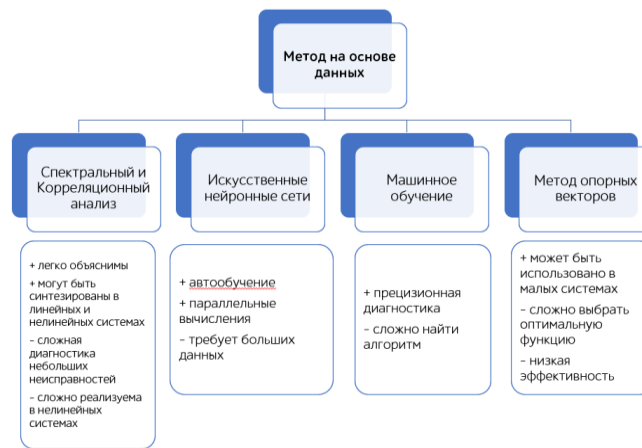 Метод на основе
данных
Спектральный и
Корреляционный
анализ
+ легко объяснимы
+ могут быть
синтезированы в
линейных и
нелинейных системах
– сложная
диагностика
небольших
неисправностей
– сложно реализуема
в нелинейных
системах
Искусственные
нейронные сети
+ автообучение
+ параллельные
вычисления
– требует больших
данных
Машинное
обучение
+ прецизионная
диагностика
– сложно найти
алгоритм
Метод опорных
векторов
+ может быть
использовано в
малых системах
– сложно выбрать
оптимальную
функцию
– низкая
эффективность